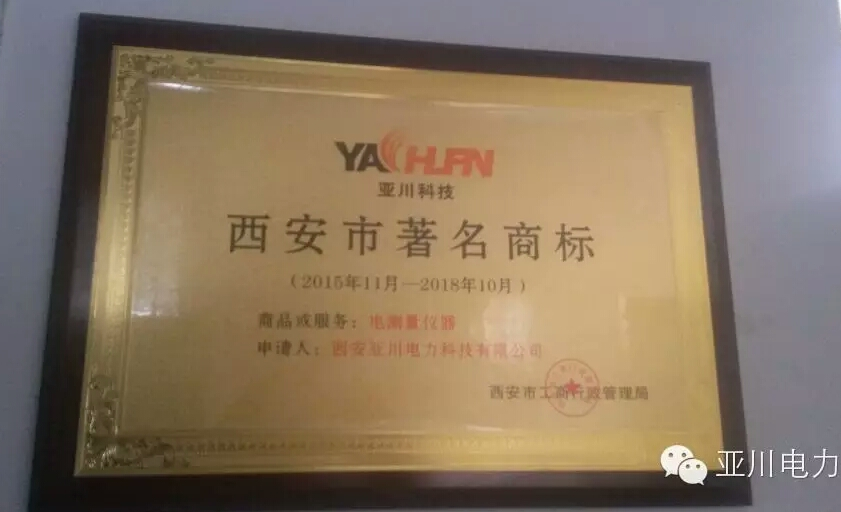 YACHUAN
亚川科技
西安市著名商标
（2015年11月—2018年10月）
商品或服务：电测量仪器
申请人：西安亚川电力科技有限公司
西安市工商行政管理局
亚川电力